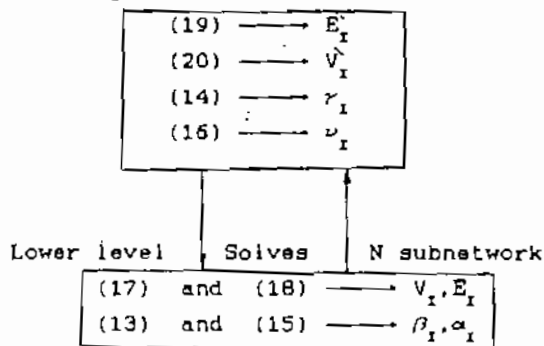 (19) → E`I
(20) → V`I
(14) → γI
(16) → νI
Lower level Solves N subnetwork
(17) and (18) → VI, EI
(13) and (15) → βI, αI